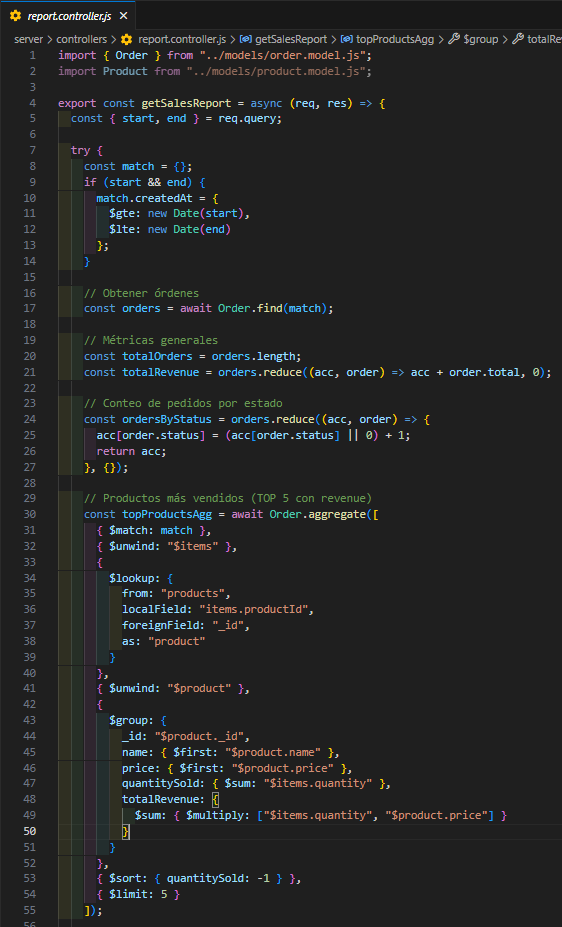 report.controller.js ×
server > controllers > report.controller.js > getSalesReport > topProductsAgg > $group > totalRe
1 import { Order } from "../models/order.model.js";
2 import Product from "../models/product.model.js";
3
4 export const getSalesReport = async (req, res) => {
5   const { start, end } = req.query;
6
7   try {
8     const match = {};
9     if (start && end) {
10       match.createdAt = {
11         $gte: new Date(start),
12         $lte: new Date(end)
13       };
14     }
15
16     // Obtener órdenes
17     const orders = await Order.find(match);
18
19     // Métricas generales
20     const totalOrders = orders.length;
21     const totalRevenue = orders.reduce((acc, order) => acc + order.total, 0);
22
23     // Conteo de pedidos por estado
24     const ordersByStatus = orders.reduce((acc, order) => {
25       acc[order.status] = (acc[order.status] || 0) + 1;
26       return acc;
27     }, {});
28
29     // Productos más vendidos (TOP 5 con revenue)
30     const topProductsAgg = await Order.aggregate([
31       { $match: match },
32       { $unwind: "$items" },
33       {
34         $lookup: {
35           from: "products",
36           localField: "items.productId",
37           foreignField: "_id",
38           as: "product"
39         }
40       },
41       { $unwind: "$product" },
42       {
43         $group: {
44           _id: "$product._id",
45           name: { $first: "$product.name" },
46           price: { $first: "$product.price" },
47           quantitySold: { $sum: "$items.quantity" },
48           totalRevenue: {
49             $sum: { $multiply: ["$items.quantity", "$product.price"] }
50           }
51         }
52       },
53       { $sort: { quantitySold: -1 } },
54       { $limit: 5 }
55     ]);
56